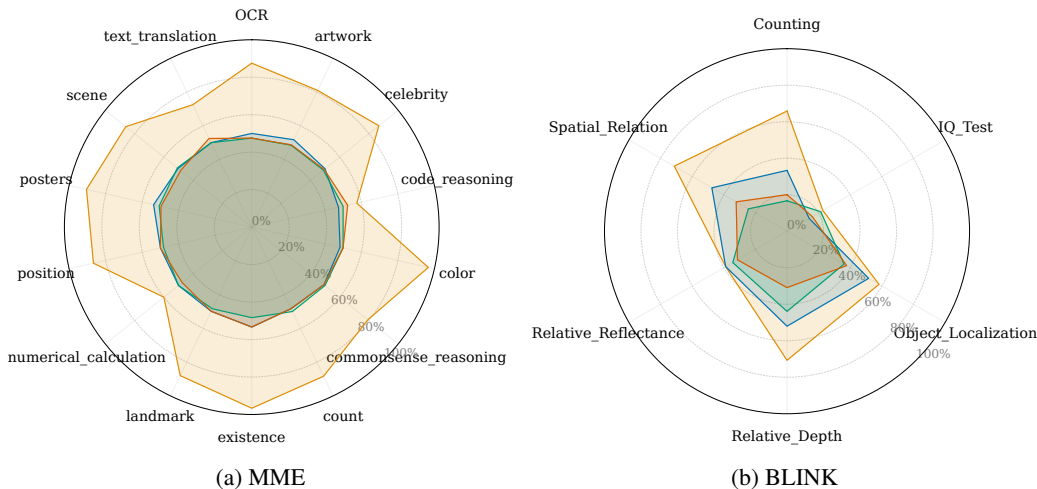 OCR
text_translation
artwork
scene
celebrity
posters
code_reasoning
position
color
numerical_calculation
commonsense_reasoning
landmark
count
existence
0%
20%
40%
60%
80%
100%
(a) MME
Counting
Spatial_Relation
IQ_Test
Relative_Reflectance
Object_Localization
Relative_Depth
0%
20%
40%
60%
80%
100%
(b) BLINK